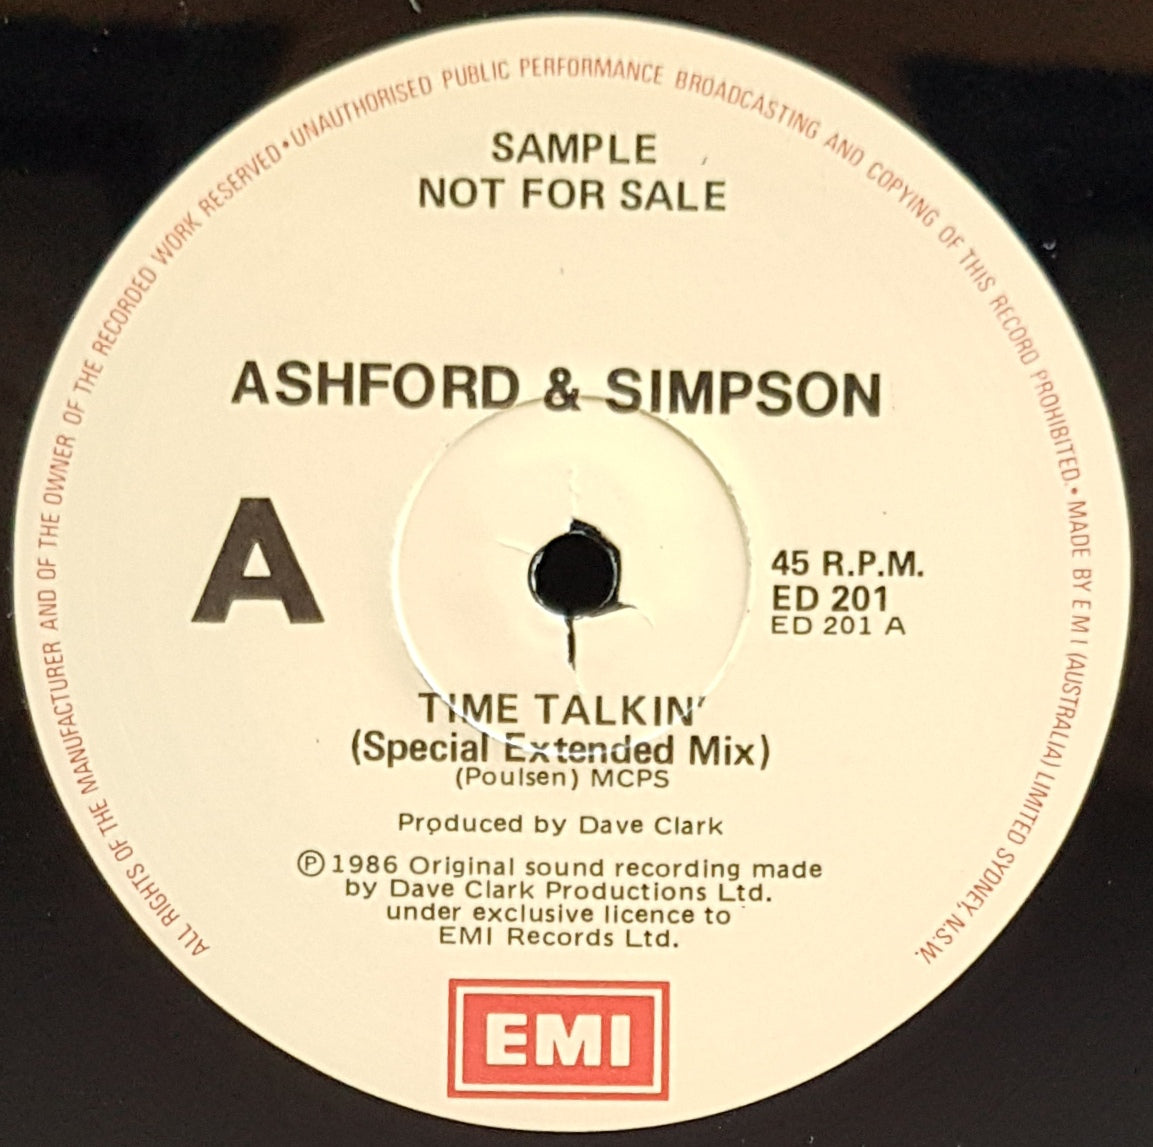 ALL RIGHTS OF THE MANUFACTURER AND OF THE OWNER OF THE RECORDED WORK RESERVED • UNAUTHORISED PUBLIC PERFORMANCE BROADCASTING AND COPYING OF THIS RECORD PROHIBITED. • MADE BY E M I (AUSTRALIA) LIMITED SYDNEY, N.S.W.
SAMPLE
NOT FOR SALE
ASHFORD & SIMPSON
A
45 R.P.M.
ED 201
ED 201 A
TIME TALKIN'
(Special Extended Mix)
(Poulsen) MCPS
Produced by Dave Clark
Ⓟ 1986 Original sound recording made
by Dave Clark Productions Ltd.
under exclusive licence to
EMI Records Ltd.
EMI